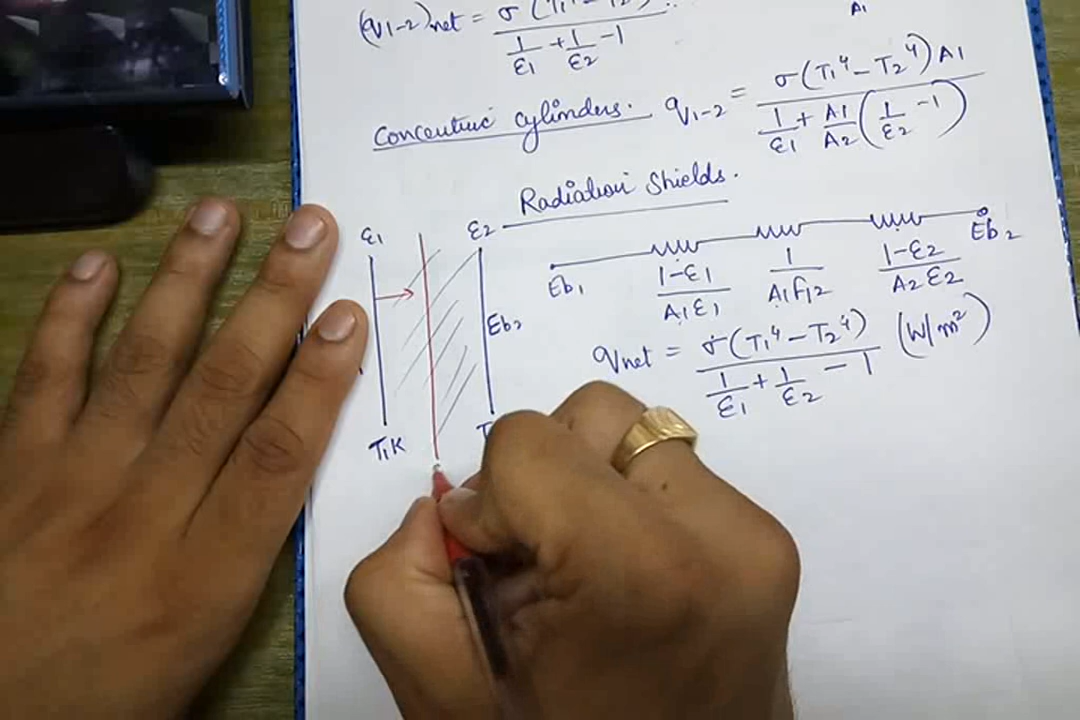 (q1-2)net = σ(T1⁴-T2⁴) / (1/ε1 + 1/ε2 - 1)
A1
Concentric cylinders. q1-2 = σ(T1⁴-T2⁴)A1 / (1/ε1 + A1/A2 (1/ε2 - 1))
Radiation Shields.
ε1 ε2
Eb1 (1-ε1)/(A1ε1) 1/(A1F12) (1-ε2)/(A2ε2) Eb2
Eb2
qnet = σ(T1⁴-T2⁴) / (1/ε1 + 1/ε2 - 1) (W/m²)
T1K T